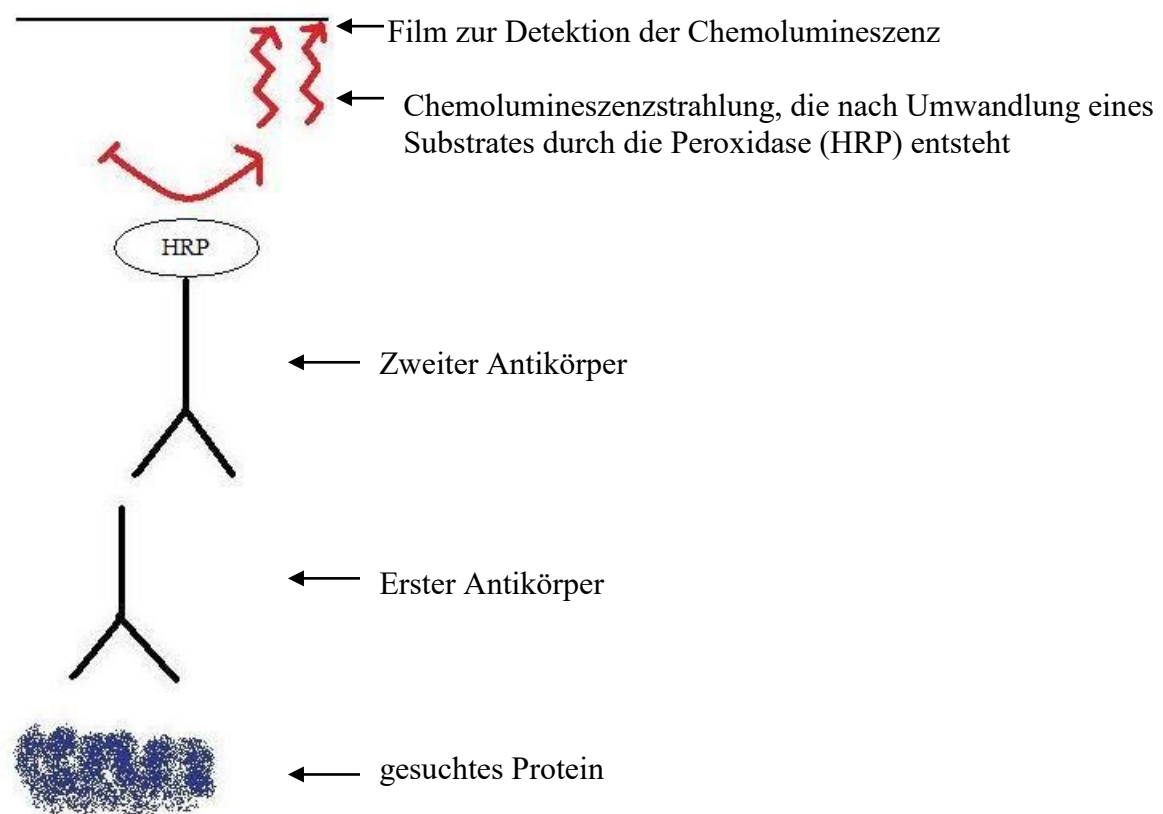 Film zur Detektion der Chemolumineszenz
Chemolumineszenzstrahlung, die nach Umwandlung eines
Substrates durch die Peroxidase (HRP) entsteht
HRP
Zweiter Antikörper
Erster Antikörper
gesuchtes Protein